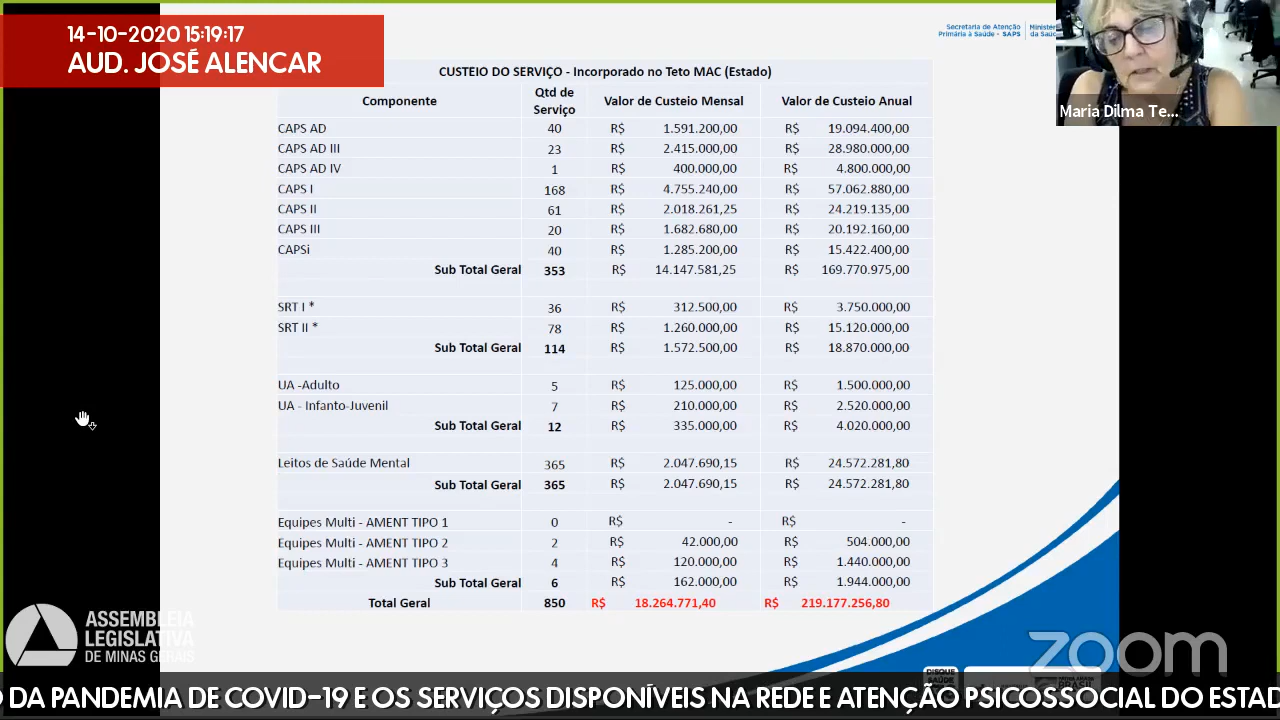 14-10-2020 15:19:17
AUD. JOSÉ ALENCAR
Secretaria de Atenção
Primária à Saúde - SAPS
Maria Dilma Te...
CUSTEIO DO SERVIÇO - Incorporado no Teto MAC (Estado)
Componente Qtd de Serviço Valor de Custeio Mensal Valor de Custeio Anual
CAPS AD 40 R$ 1.591.200,00 R$ 19.094.400,00
CAPS AD III 23 R$ 2.415.000,00 R$ 28.980.000,00
CAPS AD IV 1 R$ 400.000,00 R$ 4.800.000,00
CAPS I 168 R$ 4.755.240,00 R$ 57.062.880,00
CAPS II 61 R$ 2.018.261,25 R$ 24.219.135,00
CAPS III 20 R$ 1.682.680,00 R$ 20.192.160,00
CAPSi 40 R$ 1.285.200,00 R$ 15.422.400,00
Sub Total Geral 353 R$ 14.147.581,25 R$ 169.770.975,00
SRT I * 36 R$ 312.500,00 R$ 3.750.000,00
SRT II * 78 R$ 1.260.000,00 R$ 15.120.000,00
Sub Total Geral 114 R$ 1.572.500,00 R$ 18.870.000,00
UA -Adulto 5 R$ 125.000,00 R$ 1.500.000,00
UA - Infanto-Juvenil 7 R$ 210.000,00 R$ 2.520.000,00
Sub Total Geral 12 R$ 335.000,00 R$ 4.020.000,00
Leitos de Saúde Mental 365 R$ 2.047.690,15 R$ 24.572.281,80
Sub Total Geral 365 R$ 2.047.690,15 R$ 24.572.281,80
Equipes Multi - AMENT TIPO 1 0 R$ - R$ -
Equipes Multi - AMENT TIPO 2 2 R$ 42.000,00 R$ 504.000,00
Equipes Multi - AMENT TIPO 3 4 R$ 120.000,00 R$ 1.440.000,00
Sub Total Geral 6 R$ 162.000,00 R$ 1.944.000,00
Total Geral 850 R$ 18.264.771,40 R$ 219.177.256,80
ASSEMBLEIA
LEGISLATIVA
DE MINAS GERAIS
zoom
DISQUE
O DA PANDEMIA DE COVID-19 E OS SERVIÇOS DISPONÍVEIS NA REDE E ATENÇÃO PSICOSSOCIAL DO ESTAD